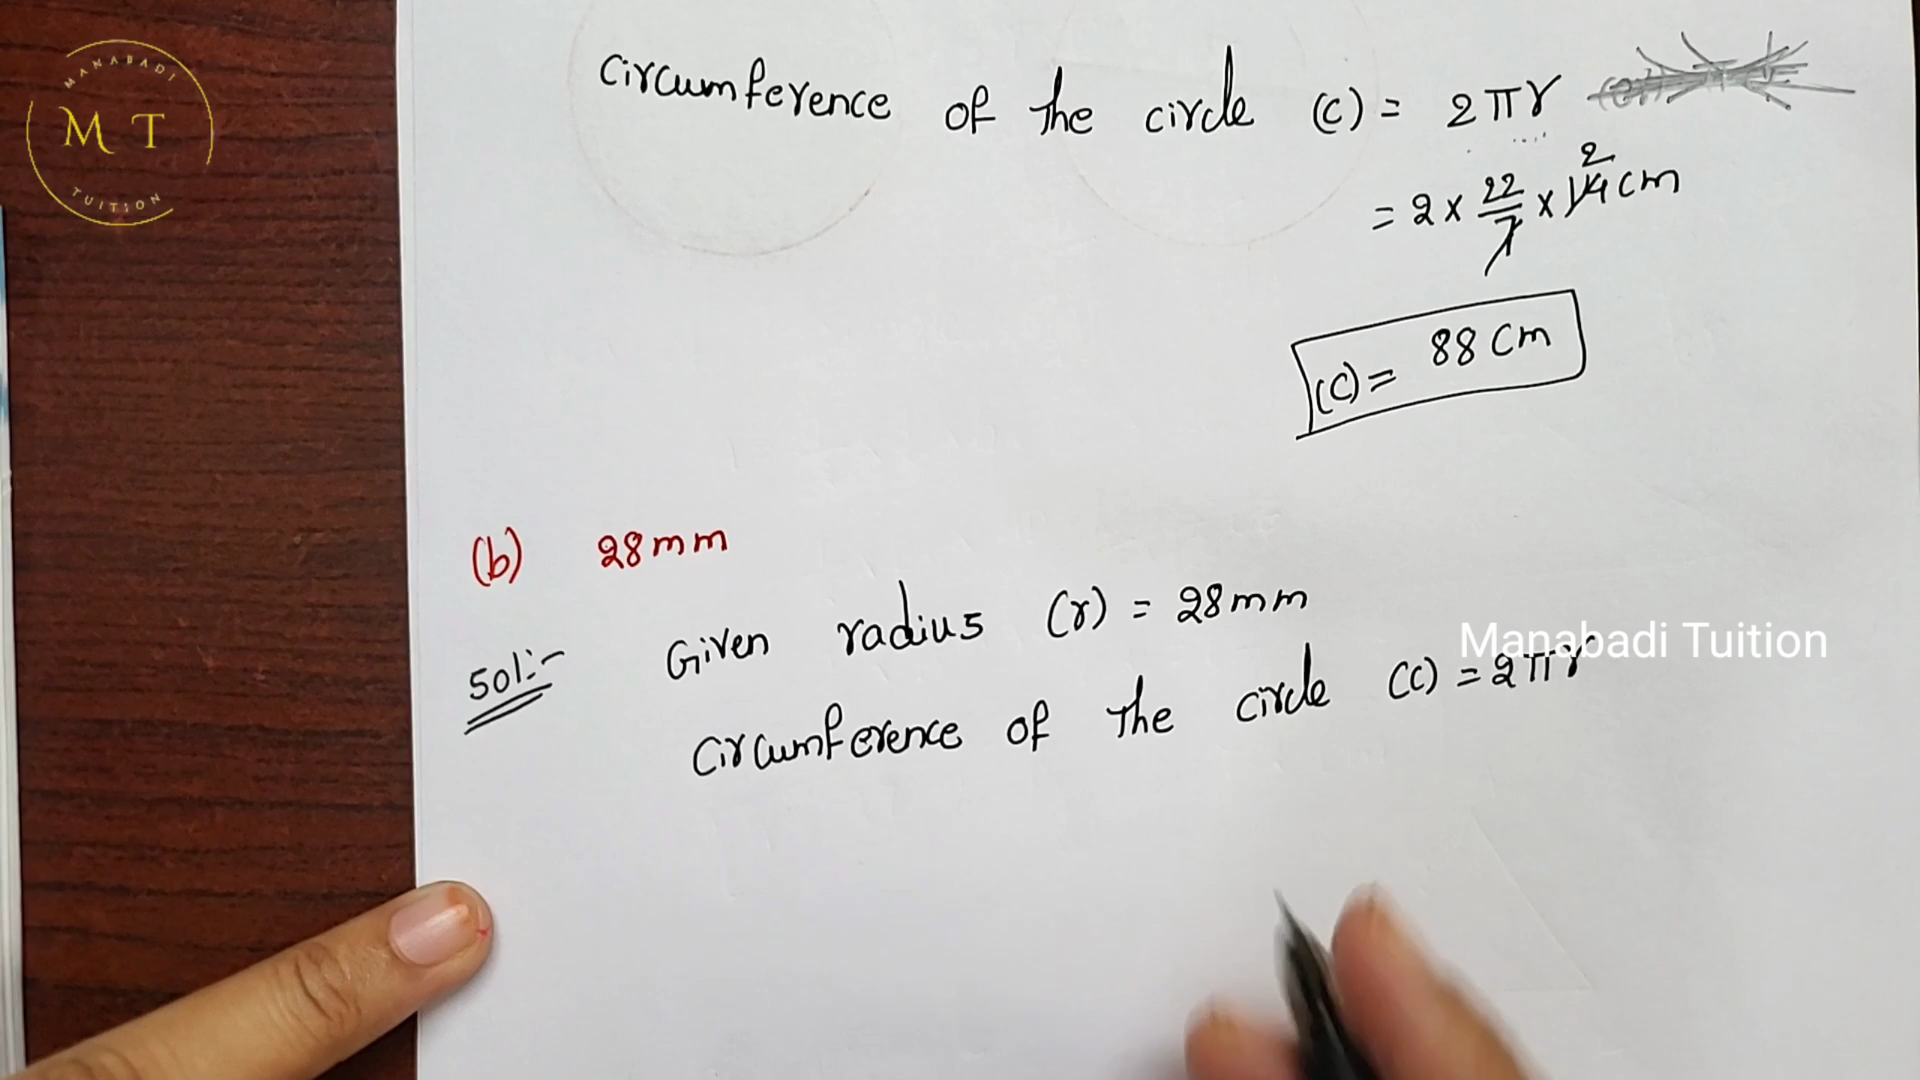 MANABADI
M T
TUITION
Circumference of the circle (C) = 2πr
= 2 × 22/7 × 14 cm 2
(C) = 88 cm
(b) 28mm
Sol:- Given radius (r) = 28mm
Manabadi Tuition
Circumference of the circle (C) = 2πr